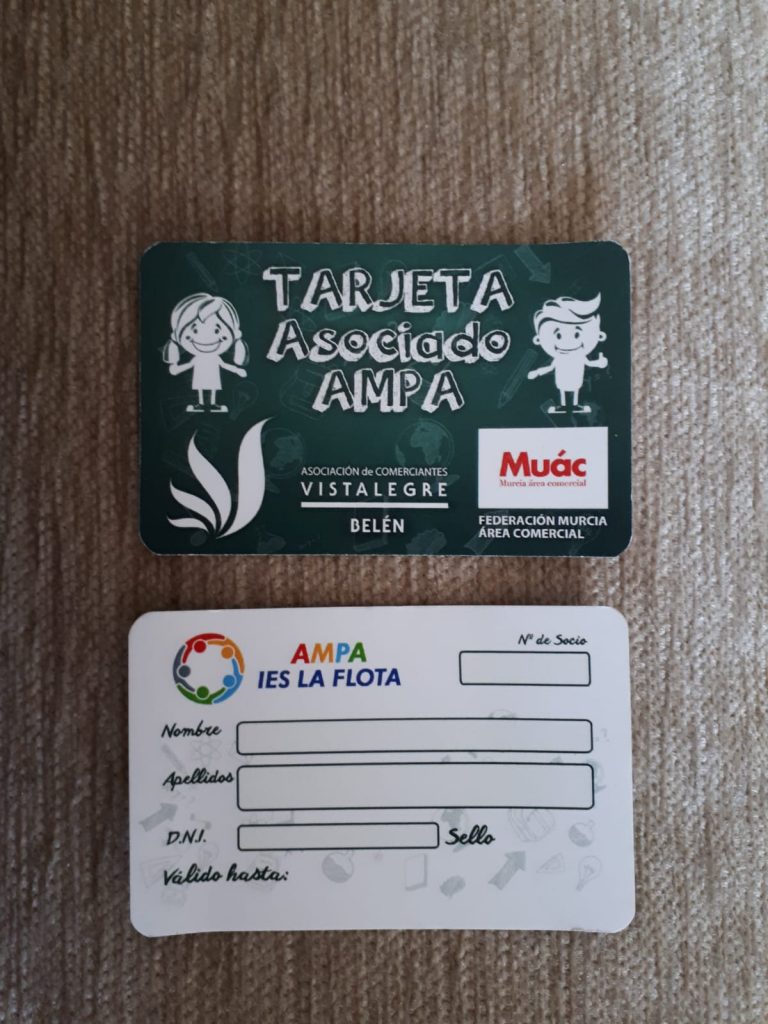 TARJETA
Asociado
AMPA
ASOCIACIÓN de COMERCIANTES
VISTALEGRE
BELÉN
Muác
Murcia área comercial
FEDERACIÓN MURCIA
ÁREA COMERCIAL
AMPA
IES LA FLOTA
Nº de Socio
Nombre
Apellidos
D.N.I.
Sello
Válido hasta: